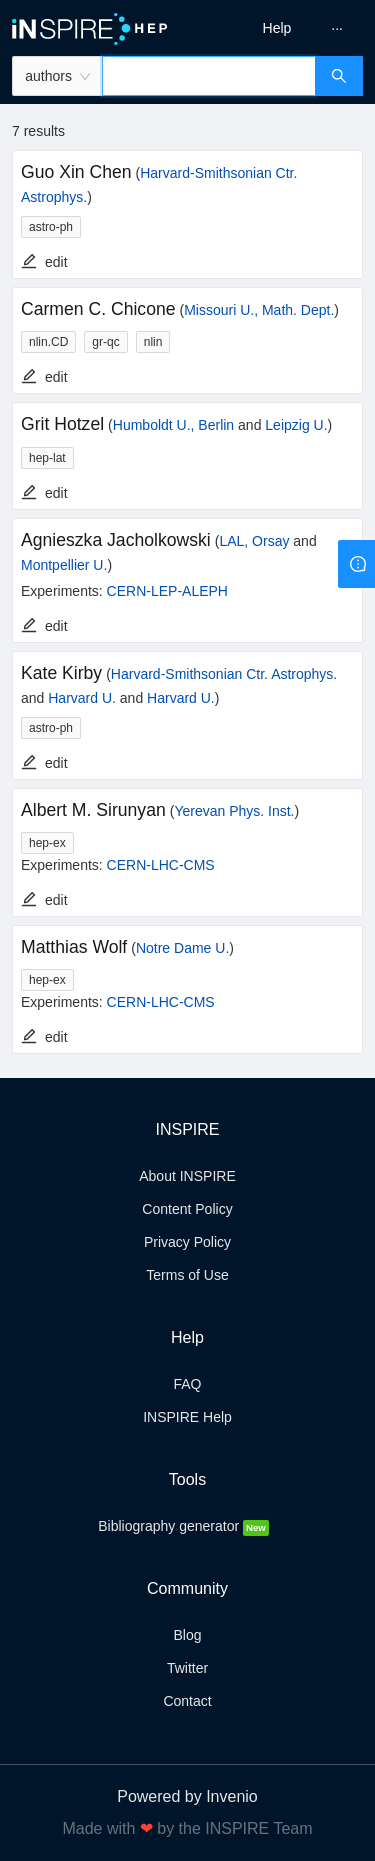 iNSPIRE HEP
Help
...
authors
7 results
Guo Xin Chen (Harvard-Smithsonian Ctr.
Astrophys.)
astro-ph
edit
Carmen C. Chicone (Missouri U., Math. Dept.)
nlin.CD gr-qc nlin
edit
Grit Hotzel (Humboldt U., Berlin and Leipzig U.)
hep-lat
edit
Agnieszka Jacholkowski (LAL, Orsay and
Montpellier U.)
Experiments: CERN-LEP-ALEPH
edit
Kate Kirby (Harvard-Smithsonian Ctr. Astrophys.
and Harvard U. and Harvard U.)
astro-ph
edit
Albert M. Sirunyan (Yerevan Phys. Inst.)
hep-ex
Experiments: CERN-LHC-CMS
edit
Matthias Wolf (Notre Dame U.)
hep-ex
Experiments: CERN-LHC-CMS
edit
INSPIRE
About INSPIRE
Content Policy
Privacy Policy
Terms of Use
Help
FAQ
INSPIRE Help
Tools
Bibliography generator New
Community
Blog
Twitter
Contact
Powered by Invenio
Made with ❤ by the INSPIRE Team